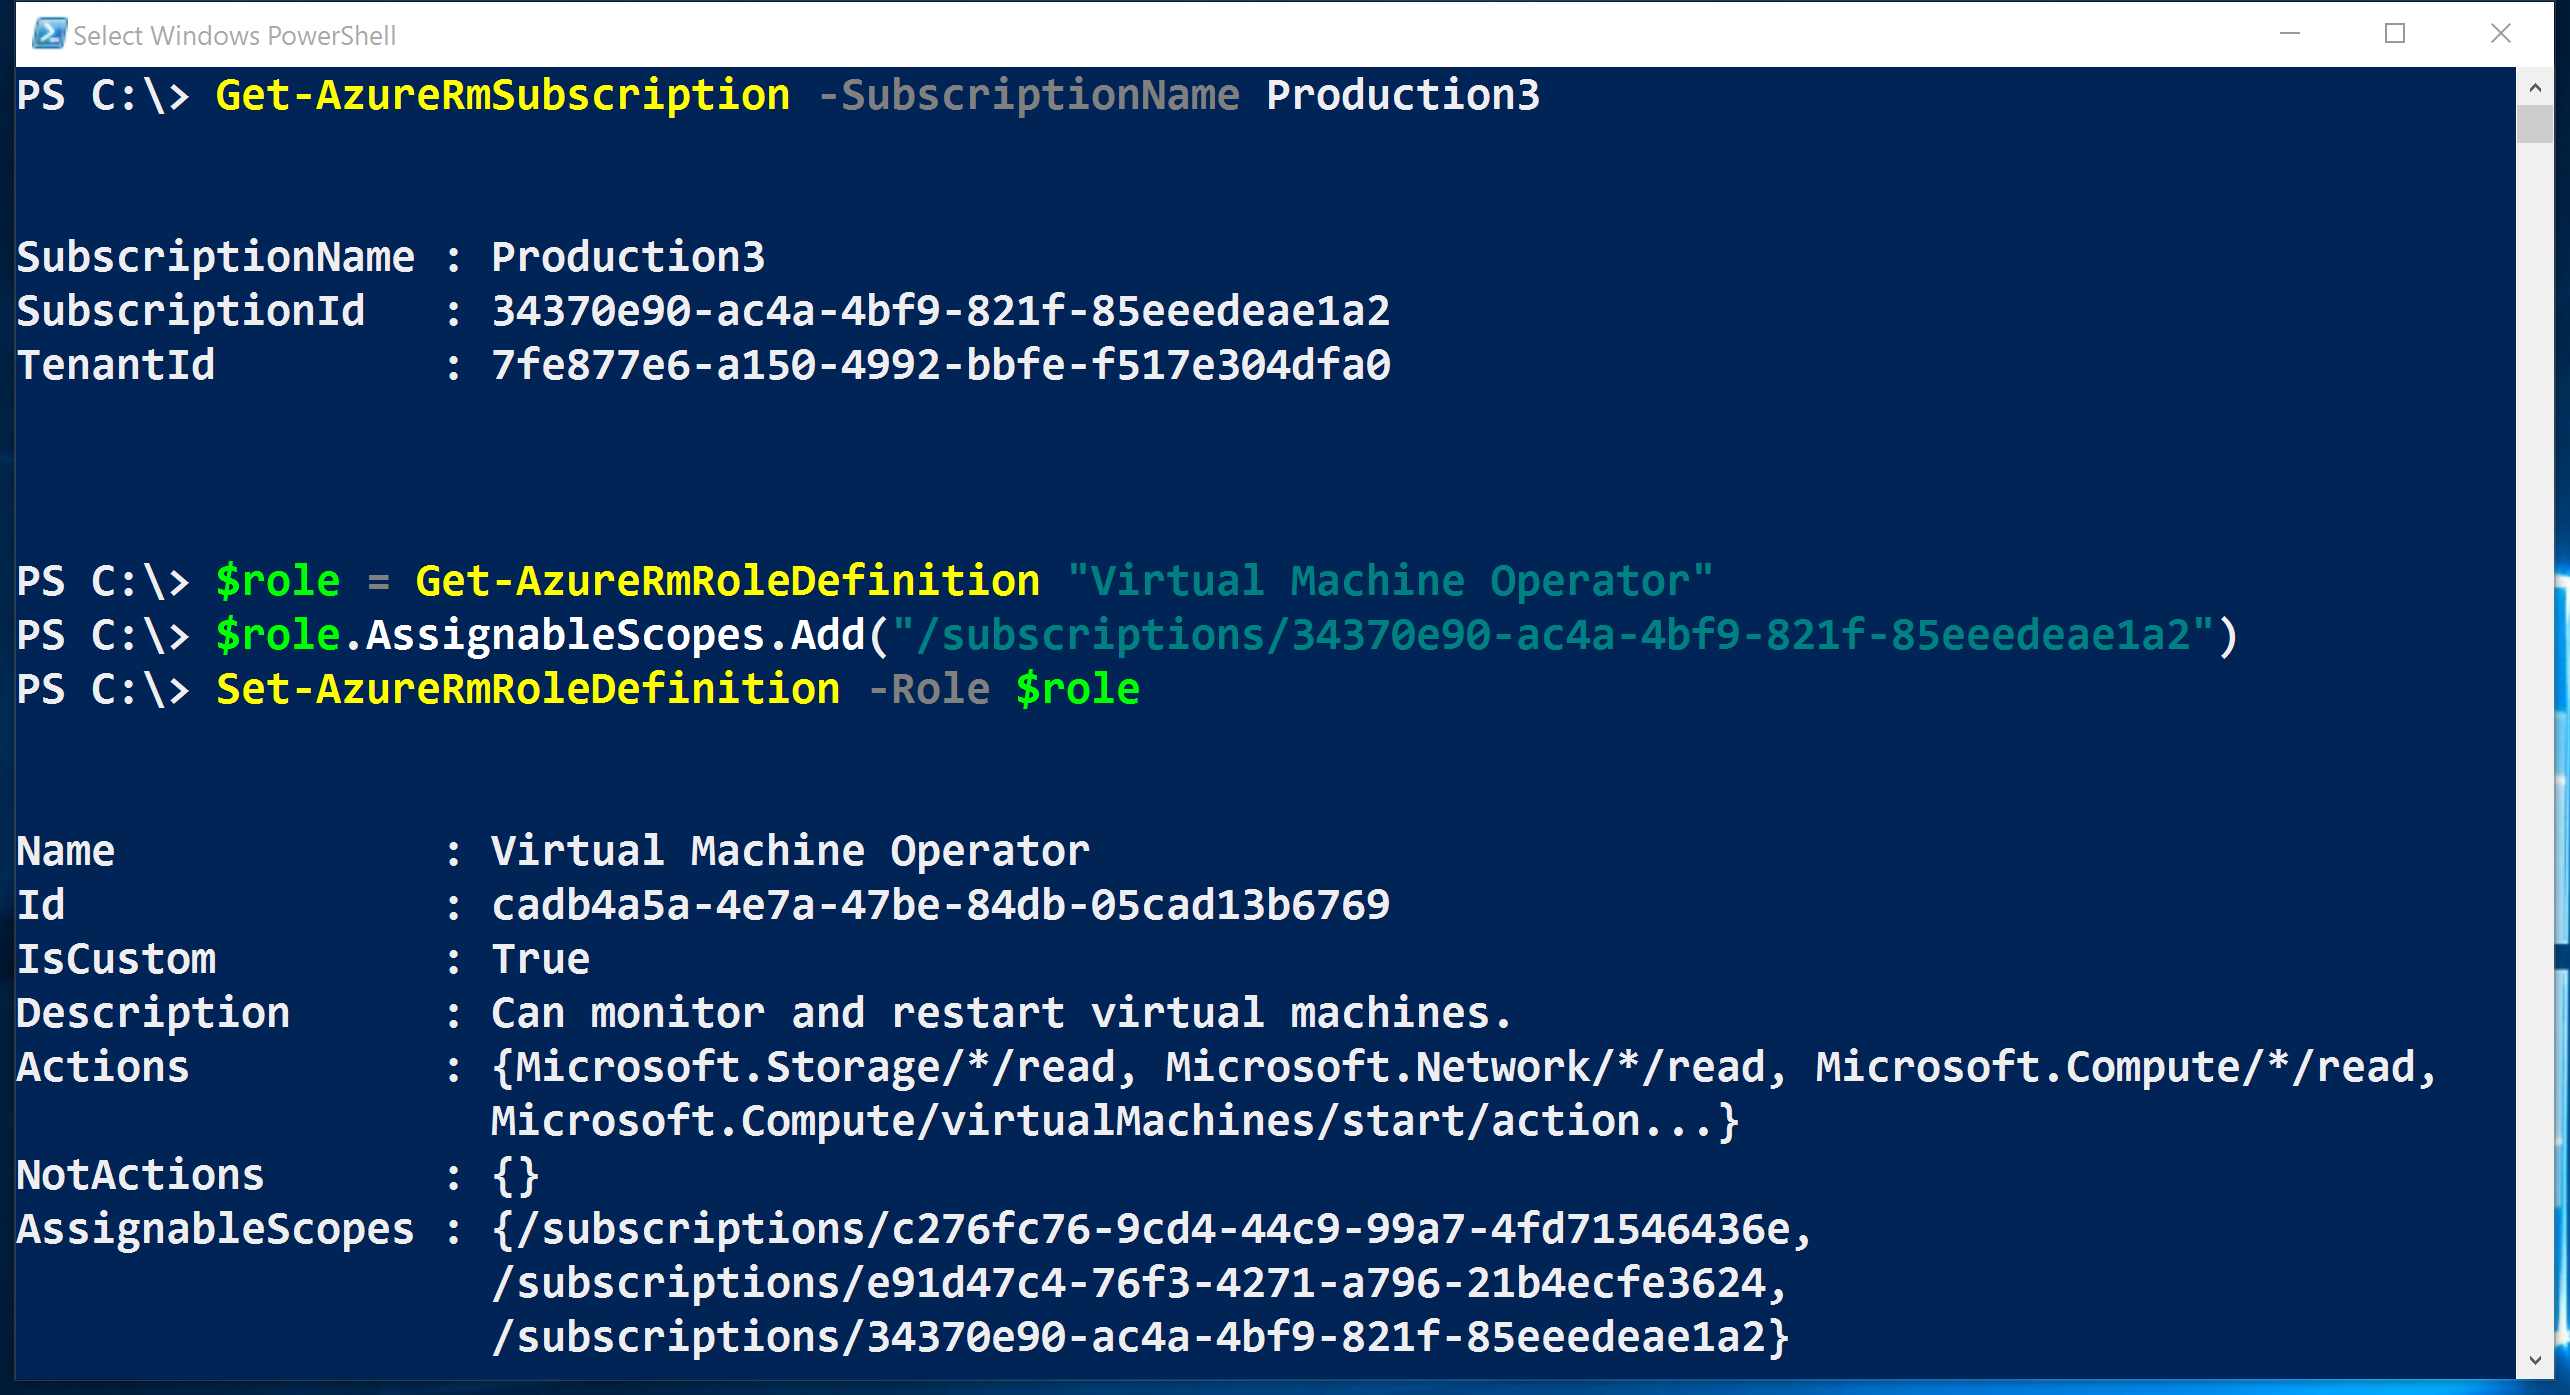 Select Windows PowerShell
PS C:\> Get-AzureRmSubscription -SubscriptionName Production3
SubscriptionName : Production3
SubscriptionId   : 34370e90-ac4a-4bf9-821f-85eeedeae1a2
TenantId         : 7fe877e6-a150-4992-bbfe-f517e304dfa0
PS C:\> $role = Get-AzureRmRoleDefinition "Virtual Machine Operator"
PS C:\> $role.AssignableScopes.Add("/subscriptions/34370e90-ac4a-4bf9-821f-85eeedeae1a2")
PS C:\> Set-AzureRmRoleDefinition -Role $role
Name             : Virtual Machine Operator
Id               : cadb4a5a-4e7a-47be-84db-05cad13b6769
IsCustom         : True
Description      : Can monitor and restart virtual machines.
Actions          : {Microsoft.Storage/*/read, Microsoft.Network/*/read, Microsoft.Compute/*/read,
                   Microsoft.Compute/virtualMachines/start/action...}
NotActions       : {}
AssignableScopes : {/subscriptions/c276fc76-9cd4-44c9-99a7-4fd71546436e,
                   /subscriptions/e91d47c4-76f3-4271-a796-21b4ecfe3624,
                   /subscriptions/34370e90-ac4a-4bf9-821f-85eeedeae1a2}